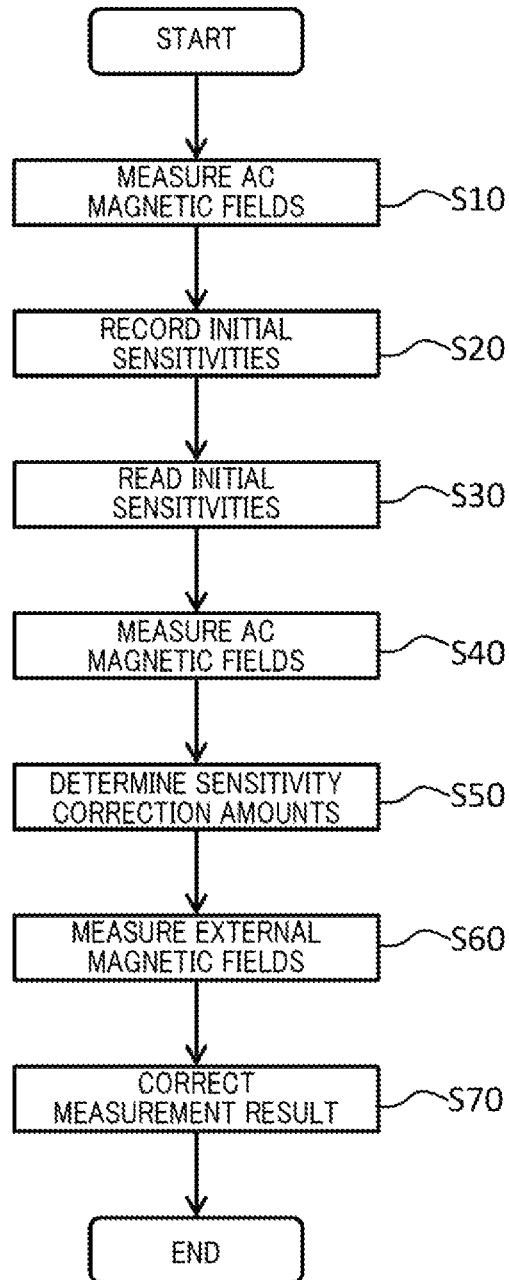 START
MEASURE AC
MAGNETIC FIELDS
S10
RECORD INITIAL
SENSITIVITIES
S20
READ INITIAL
SENSITIVITIES
S30
MEASURE AC
MAGNETIC FIELDS
S40
DETERMINE SENSITIVITY
CORRECTION AMOUNTS
S50
MEASURE EXTERNAL
MAGNETIC FIELDS
S60
CORRECT
MEASUREMENT RESULT
S70
END